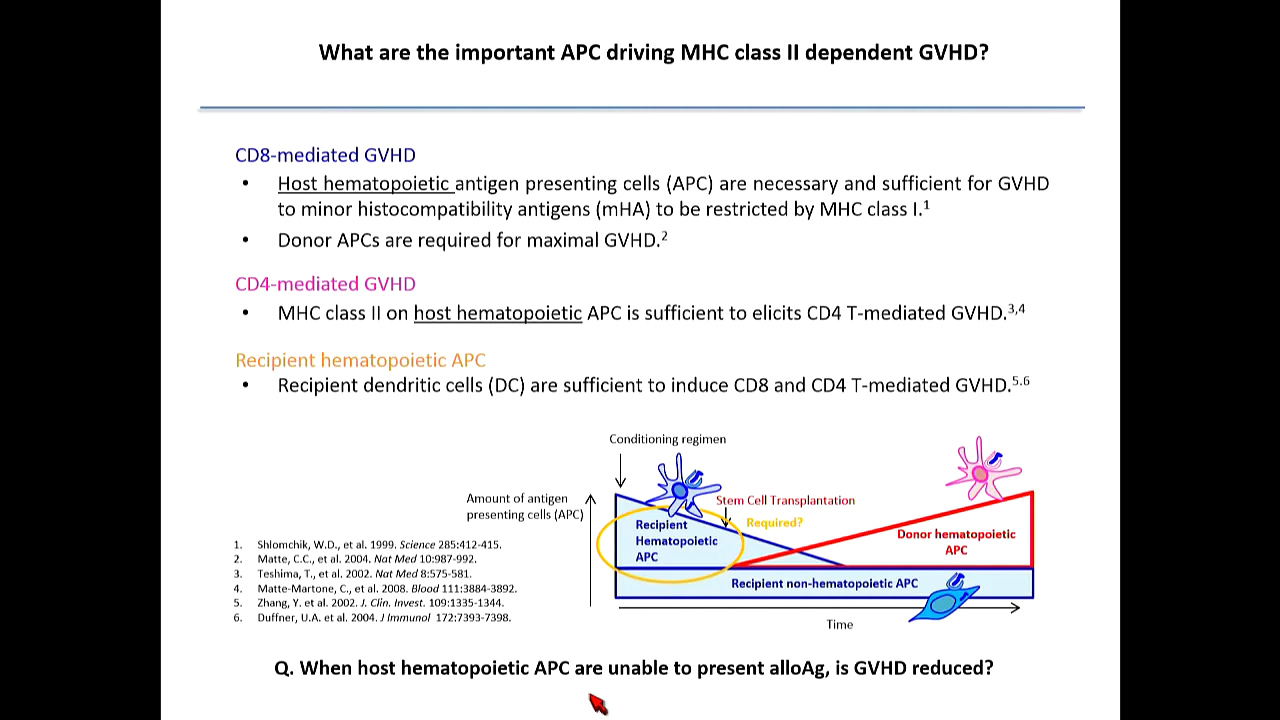 What are the important APC driving MHC class II dependent GVHD?
CD8-mediated GVHD
• Host hematopoietic antigen presenting cells (APC) are necessary and sufficient for GVHD
to minor histocompatibility antigens (mHA) to be restricted by MHC class I.1
• Donor APCs are required for maximal GVHD.2
CD4-mediated GVHD
• MHC class II on host hematopoietic APC is sufficient to elicits CD4 T-mediated GVHD.3,4
Recipient hematopoietic APC
• Recipient dendritic cells (DC) are sufficient to induce CD8 and CD4 T-mediated GVHD.5.6
Conditioning regimen
Amount of antigen
presenting cells (APC)
Stem Cell Transplantation
Required?
Recipient
Hematopoietic
APC
Donor hematopoietic
APC
Recipient non-hematopoietic APC
Time
1. Shlomchik, W.D., et al. 1999. Science 285:412-415.
2. Matte, C.C., et al. 2004. Nat Med 10:987-992.
3. Teshima, T., et al. 2002. Nat Med 8:575-581.
4. Matte-Martone, C., et al. 2008. Blood 111:3884-3892.
5. Zhang, Y. et al. 2002. J. Clin. Invest. 109:1335-1344.
6. Duffner, U.A. et al. 2004. J Immunol 172:7393-7398.
Q. When host hematopoietic APC are unable to present alloAg, is GVHD reduced?